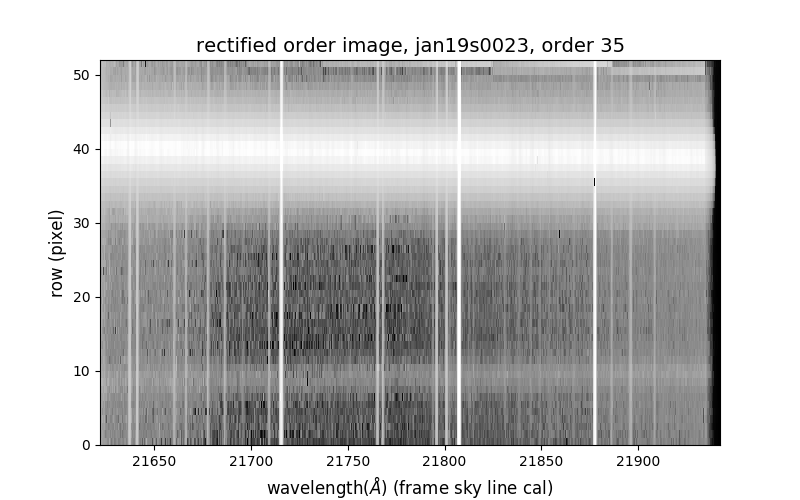 rectified order image, jan19s0023, order 35
50
40
30
20
10
0
row (pixel)
21650 21700 21750 21800 21850 21900
wavelength(Å) (frame sky line cal)